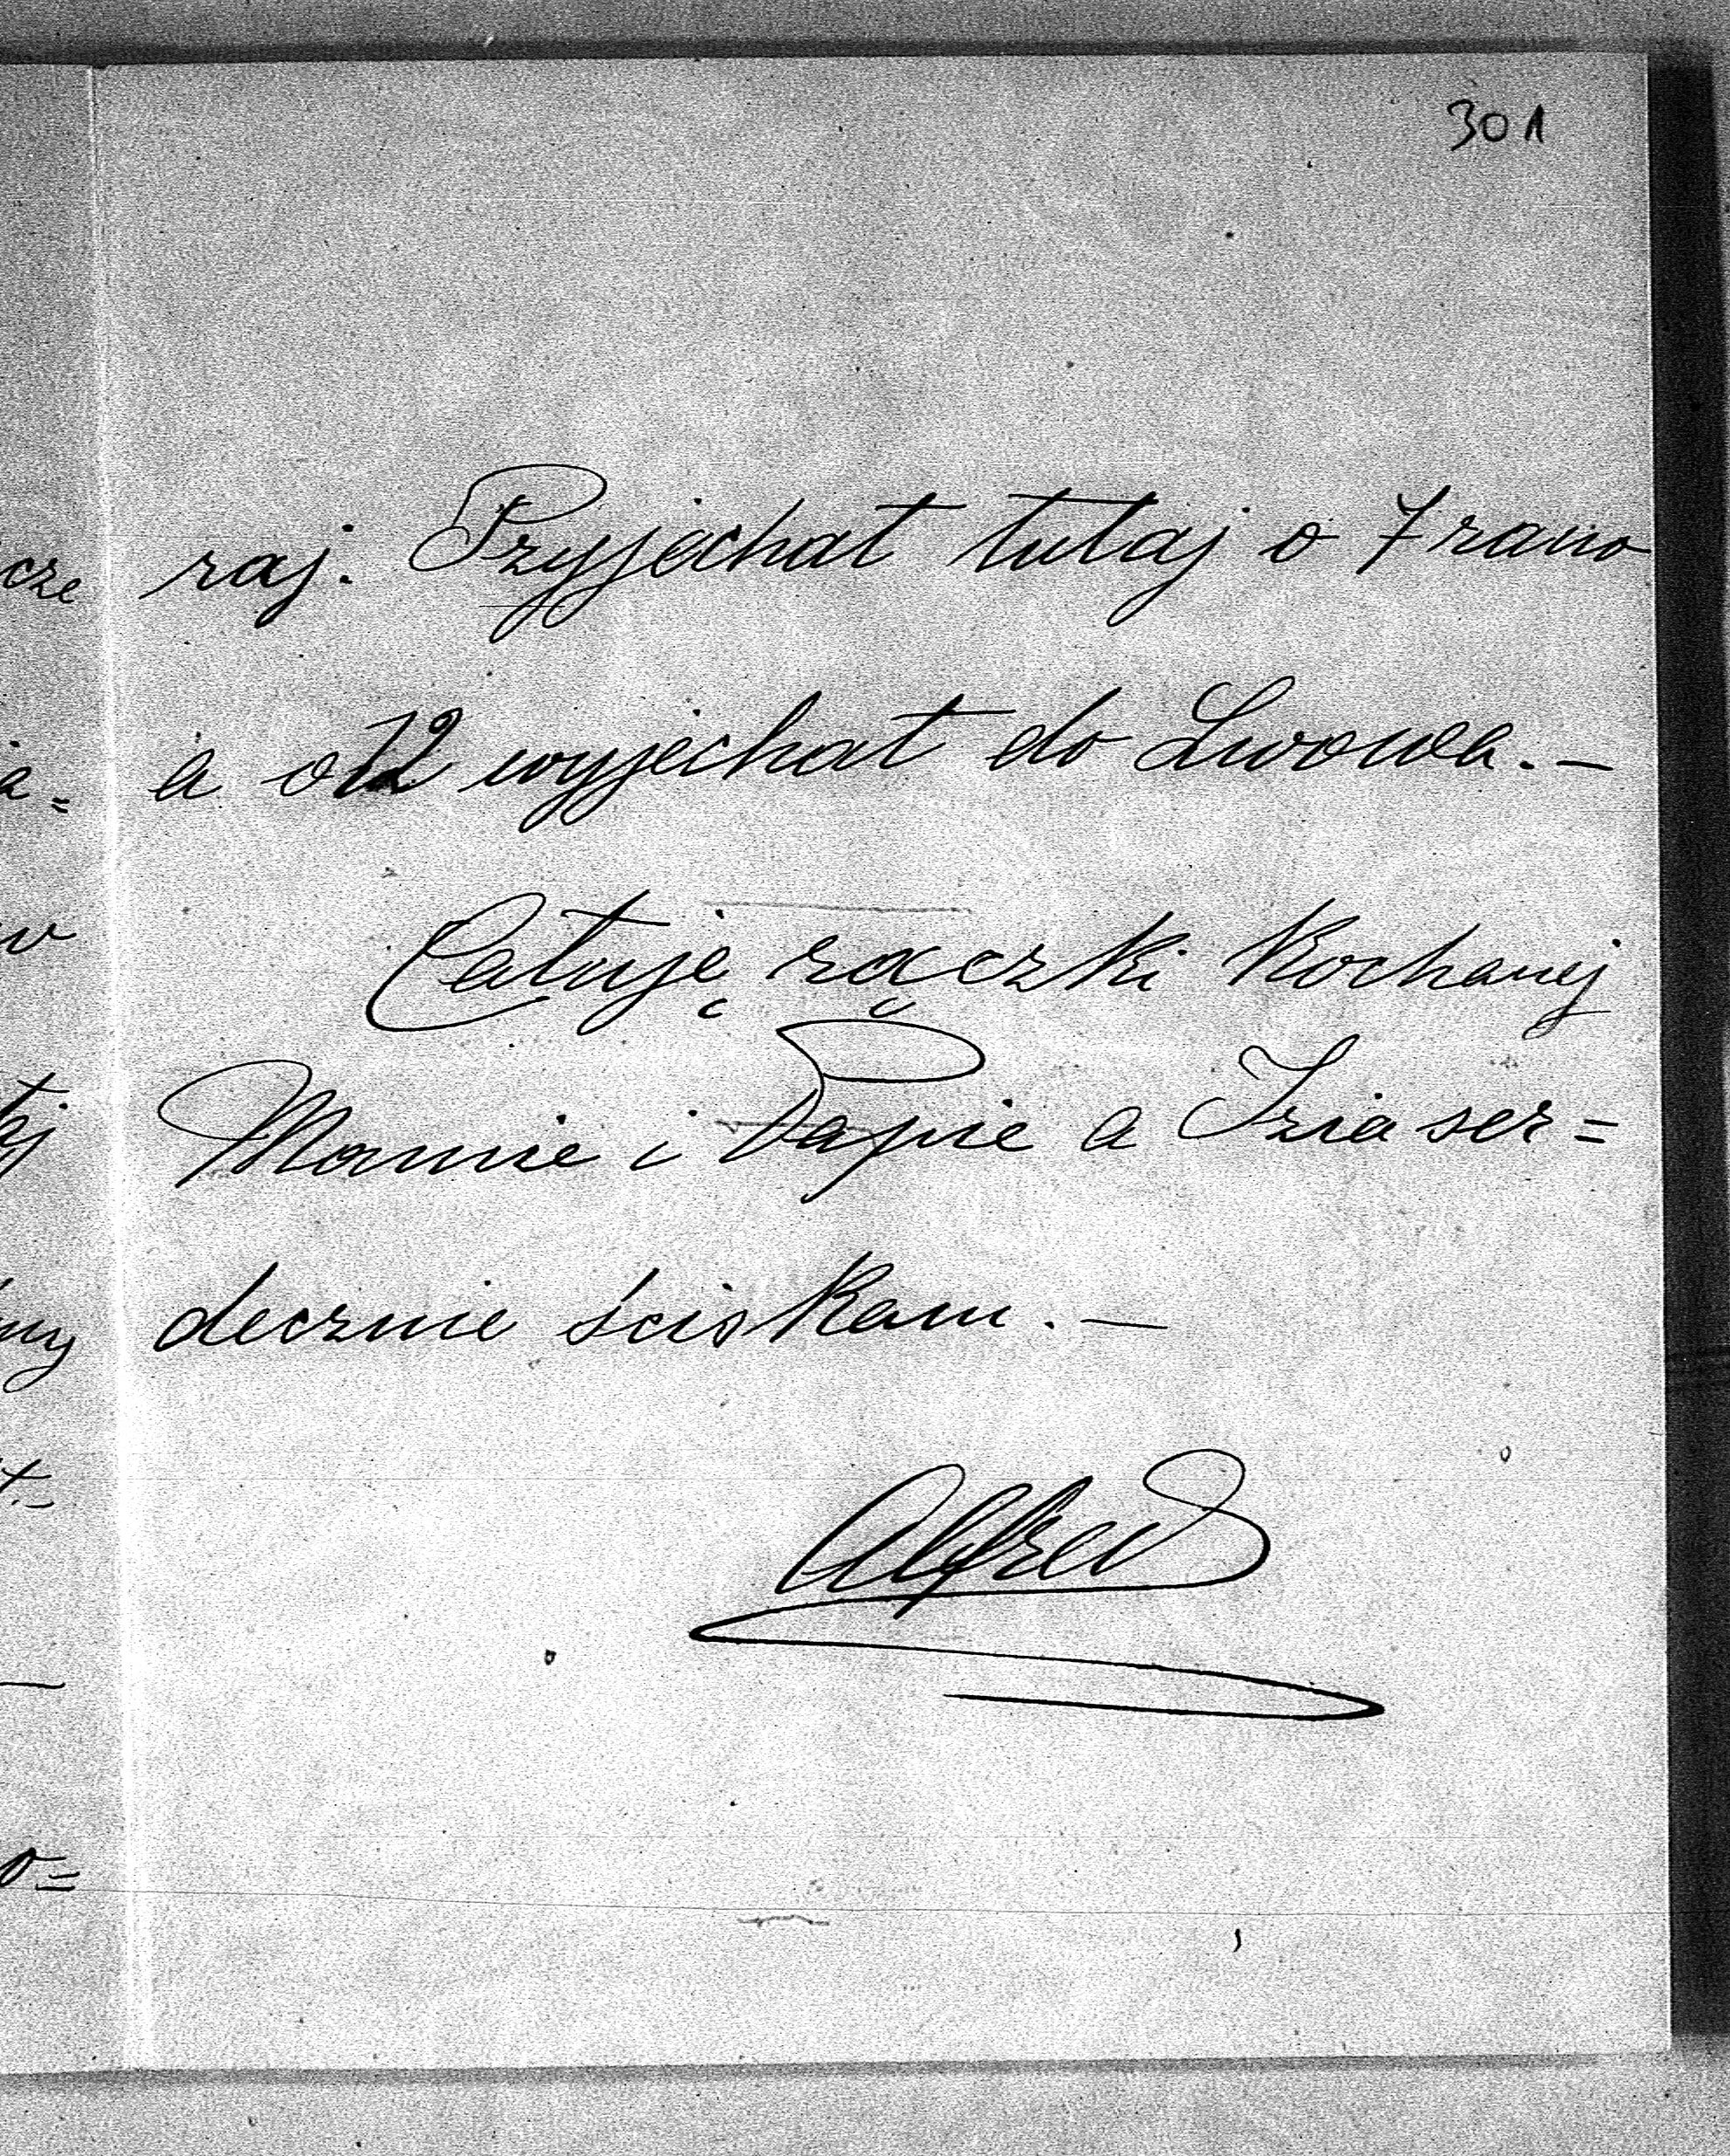 301
raj. Przyjechał tutaj o 7 rano
a o 12 wyjechał do Lwowa. —
Całuję rączki Kochanej
Mamie i Papie a Izia ser=
decznie ściskam. —
Alfred